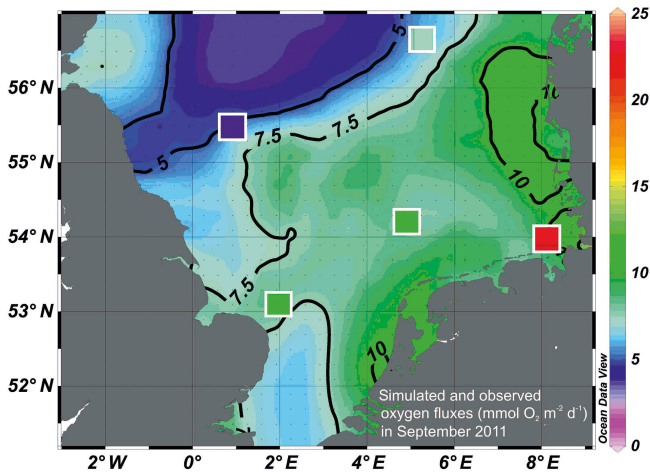 56° N
55° N
54° N
53° N
52° N
2° W
0°
2° E
4° E
6° E
8° E
5
5
7.5
7.5
7.5
10
10
Simulated and observed
oxygen fluxes (mmol O₂ m⁻² d⁻¹)
in September 2011
Ocean Data View
25
20
15
10
5
0